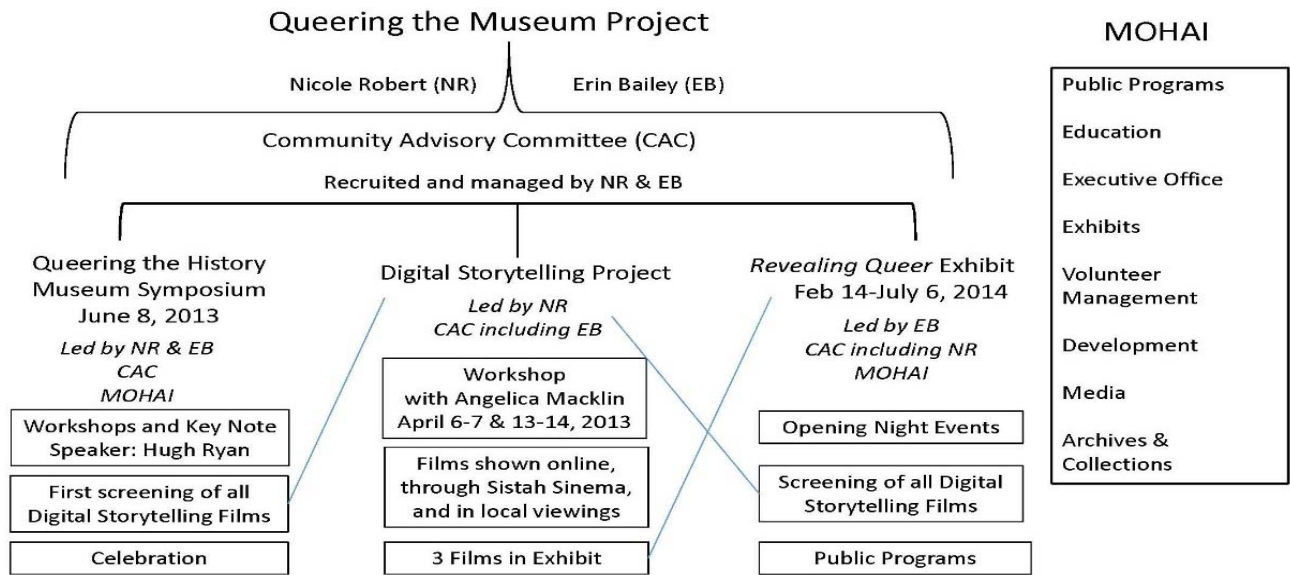 Queering the Museum Project
Nicole Robert (NR)
Erin Bailey (EB)
Community Advisory Committee (CAC)
Recruited and managed by NR & EB
Queering the History
Museum Symposium
June 8, 2013
Led by NR & EB
CAC
MOHAI
Workshops and Key Note
Speaker: Hugh Ryan
First screening of all
Digital Storytelling Films
Celebration
Digital Storytelling Project
Led by NR
CAC including EB
Workshop
with Angelica Macklin
April 6-7 & 13-14, 2013
Films shown online,
through Sistah Sinema,
and in local viewings
3 Films in Exhibit
Revealing Queer Exhibit
Feb 14-July 6, 2014
Led by EB
CAC including NR
MOHAI
Opening Night Events
Screening of all Digital
Storytelling Films
Public Programs
MOHAI
Public Programs
Education
Executive Office
Exhibits
Volunteer
Management
Development
Media
Archives &
Collections